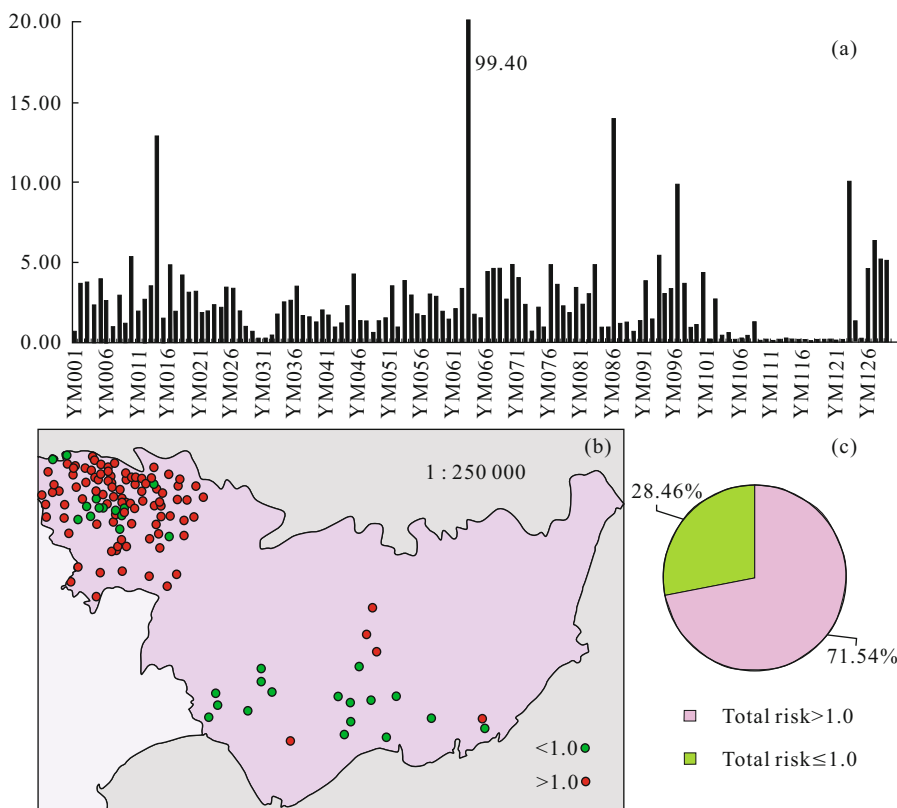 20.00
(a)
99.40
15.00
10.00
5.00
0.00
YM001
YM006
YM011
YM016
YM021
YM026
YM031
YM036
YM041
YM046
YM051
YM056
YM061
YM066
YM071
YM076
YM081
YM086
YM091
YM096
YM101
YM106
YM111
YM116
YM121
YM126
(b)
1 : 250 000
<1.0
>1.0
(c)
28.46%
71.54%
Total risk>1.0
Total risk≤1.0